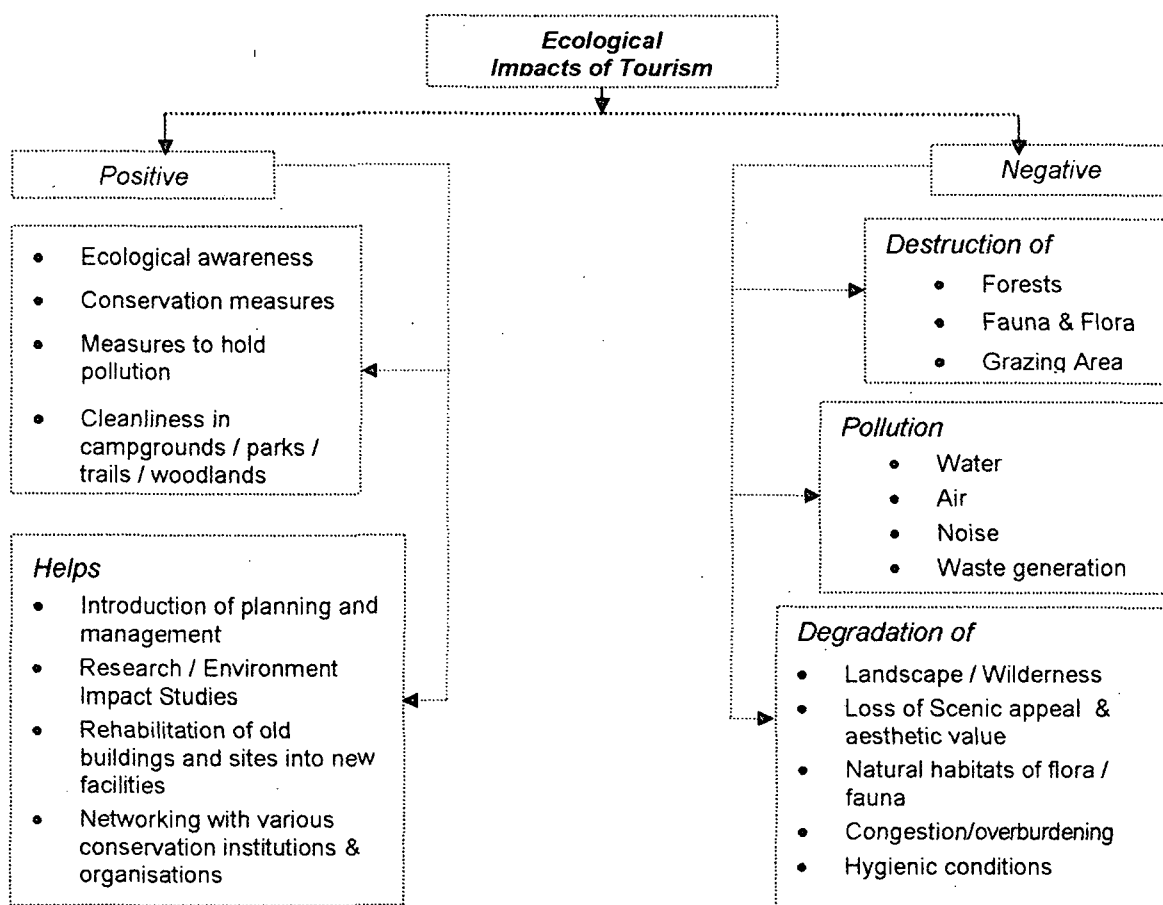 Ecological
Impacts of Tourism
Positive
Negative
• Ecological awareness
• Conservation measures
• Measures to hold
pollution
• Cleanliness in
campgrounds / parks /
trails / woodlands
Helps
• Introduction of planning and
management
• Research / Environment
Impact Studies
• Rehabilitation of old
buildings and sites into new
facilities
• Networking with various
conservation institutions &
organisations
Destruction of
• Forests
• Fauna & Flora
• Grazing Area
Pollution
• Water
• Air
• Noise
• Waste generation
Degradation of
• Landscape / Wilderness
• Loss of Scenic appeal &
aesthetic value
• Natural habitats of flora /
fauna
• Congestion/overburdening
• Hygienic conditions